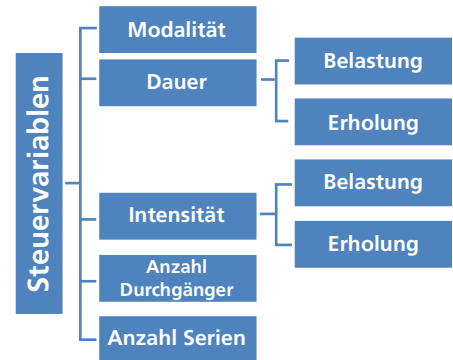 Steuervariablen
Modalität
Dauer
Belastung
Erholung
Intensität
Belastung
Erholung
Anzahl
Durchgänger
Anzahl Serien